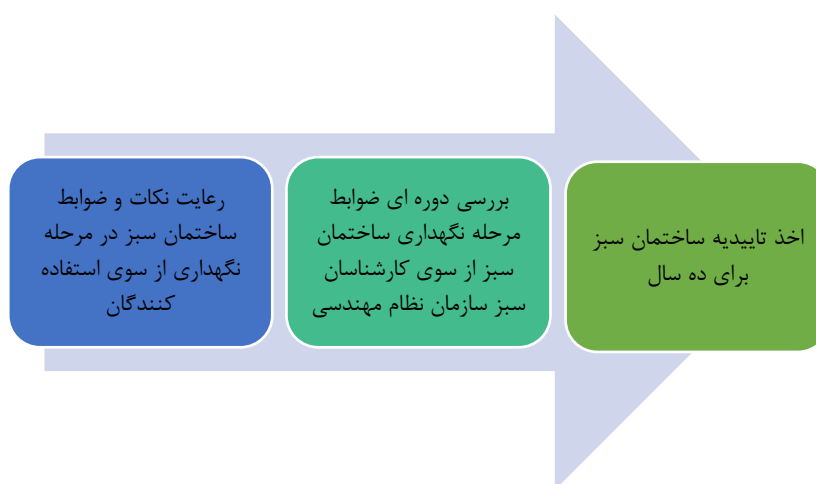 رعایت نکات و ضوابط
ساختمان سبز در مرحله
نگهداری از سوی استفاده
کنندگان
بررسی دوره ای ضوابط
مرحله نگهداری ساختمان
سبز از سوی کارشناسان
سبز سازمان نظام مهندسی
اخذ تاییدیه ساختمان سبز
برای ده سال